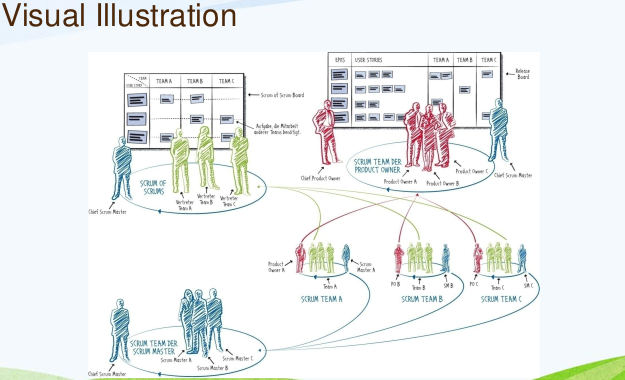 Visual Illustration
TEAM
USER STORY
TEAM A
TEAM B
TEAM C
Scrum of Scrum Board
Aufgabe, die Mitarbeit
anderer Teams benötigt.
SCRUM OF
SCRUMS
Vertreter
Team A
Vertreter
Team B
Vertreter
Team C
Chief Scrum Master
EPICS
USER STORIES
TEAM A
TEAM B
TEAM C
Release
Board
SCRUM TEAM DER
PRODUCT OWNER
Chief Product Owner
Product Owner A
Product Owner B
Product Owner C
Chief Scrum Master
Product
Owner A
Team A
Scrum
Master A
SCRUM TEAM A
PO B
Team B
SM B
SCRUM TEAM B
PO C
Team C
SM C
SCRUM TEAM C
SCRUM TEAM DER
SCRUM MASTER
Scrum Master A
Scrum Master B
Scrum Master C
Chief Scrum Master